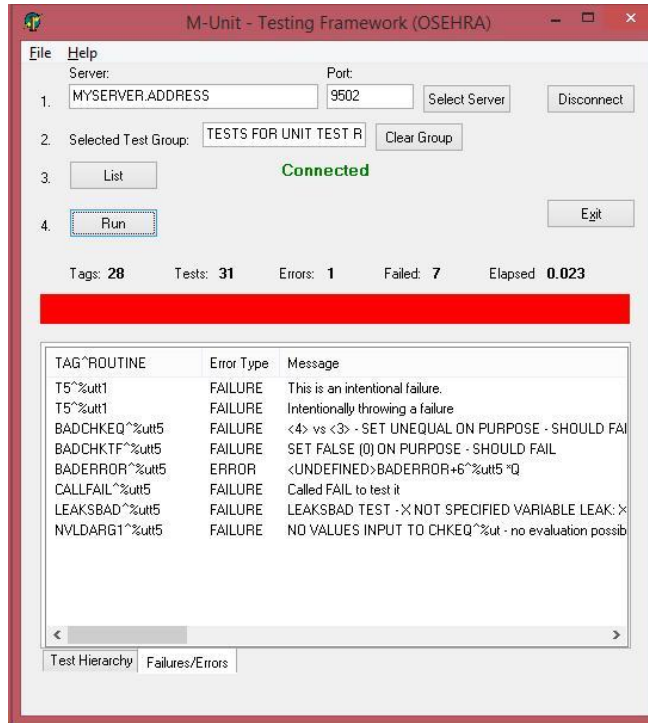 M-Unit - Testing Framework (OSEHRA)
File Help
Server: Port:
1. MYSERVER.ADDRESS 9502 Select Server Disconnect
2. Selected Test Group: TESTS FOR UNIT TEST R Clear Group
3. List Connected
4. Run Exit
Tags: 28 Tests: 31 Errors: 1 Failed: 7 Elapsed 0.023
TAG^ROUTINE Error Type Message
T5^%utt1 FAILURE This is an intentional failure.
T5^%utt1 FAILURE Intentionally throwing a failure
BADCHKEQ^%utt5 FAILURE <4> vs <3> - SET UNEQUAL ON PURPOSE - SHOULD FAI
BADCHKTF^%utt5 FAILURE SET FALSE (0) ON PURPOSE - SHOULD FAIL
BADERROR^%utt5 ERROR <UNDEFINED>BADERROR+6^%utt5 *Q
CALLFAIL^%utt5 FAILURE Called FAIL to test it
LEAKSBAD^%utt5 FAILURE LEAKSBAD TEST - X NOT SPECIFIED VARIABLE LEAK: X
NVLDARG1^%utt5 FAILURE NO VALUES INPUT TO CHKEQ^%ut - no evaluation possib
Test Hierarchy Failures/Errors